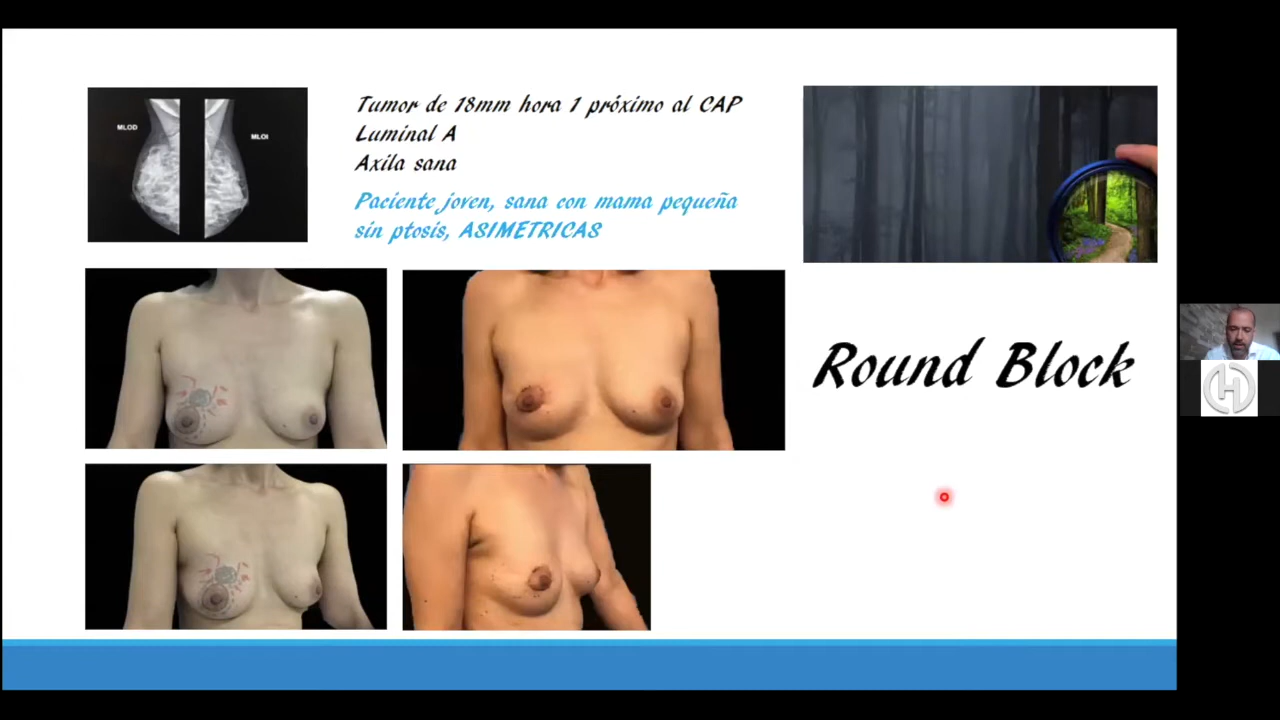 MLOD
MLOI
Tumor de 18mm hora 1 próximo al CAP
Luminal A
Axila sana
Paciente joven, sana con mama pequeña
sin ptosis, ASIMETRICAS
Round Block
H